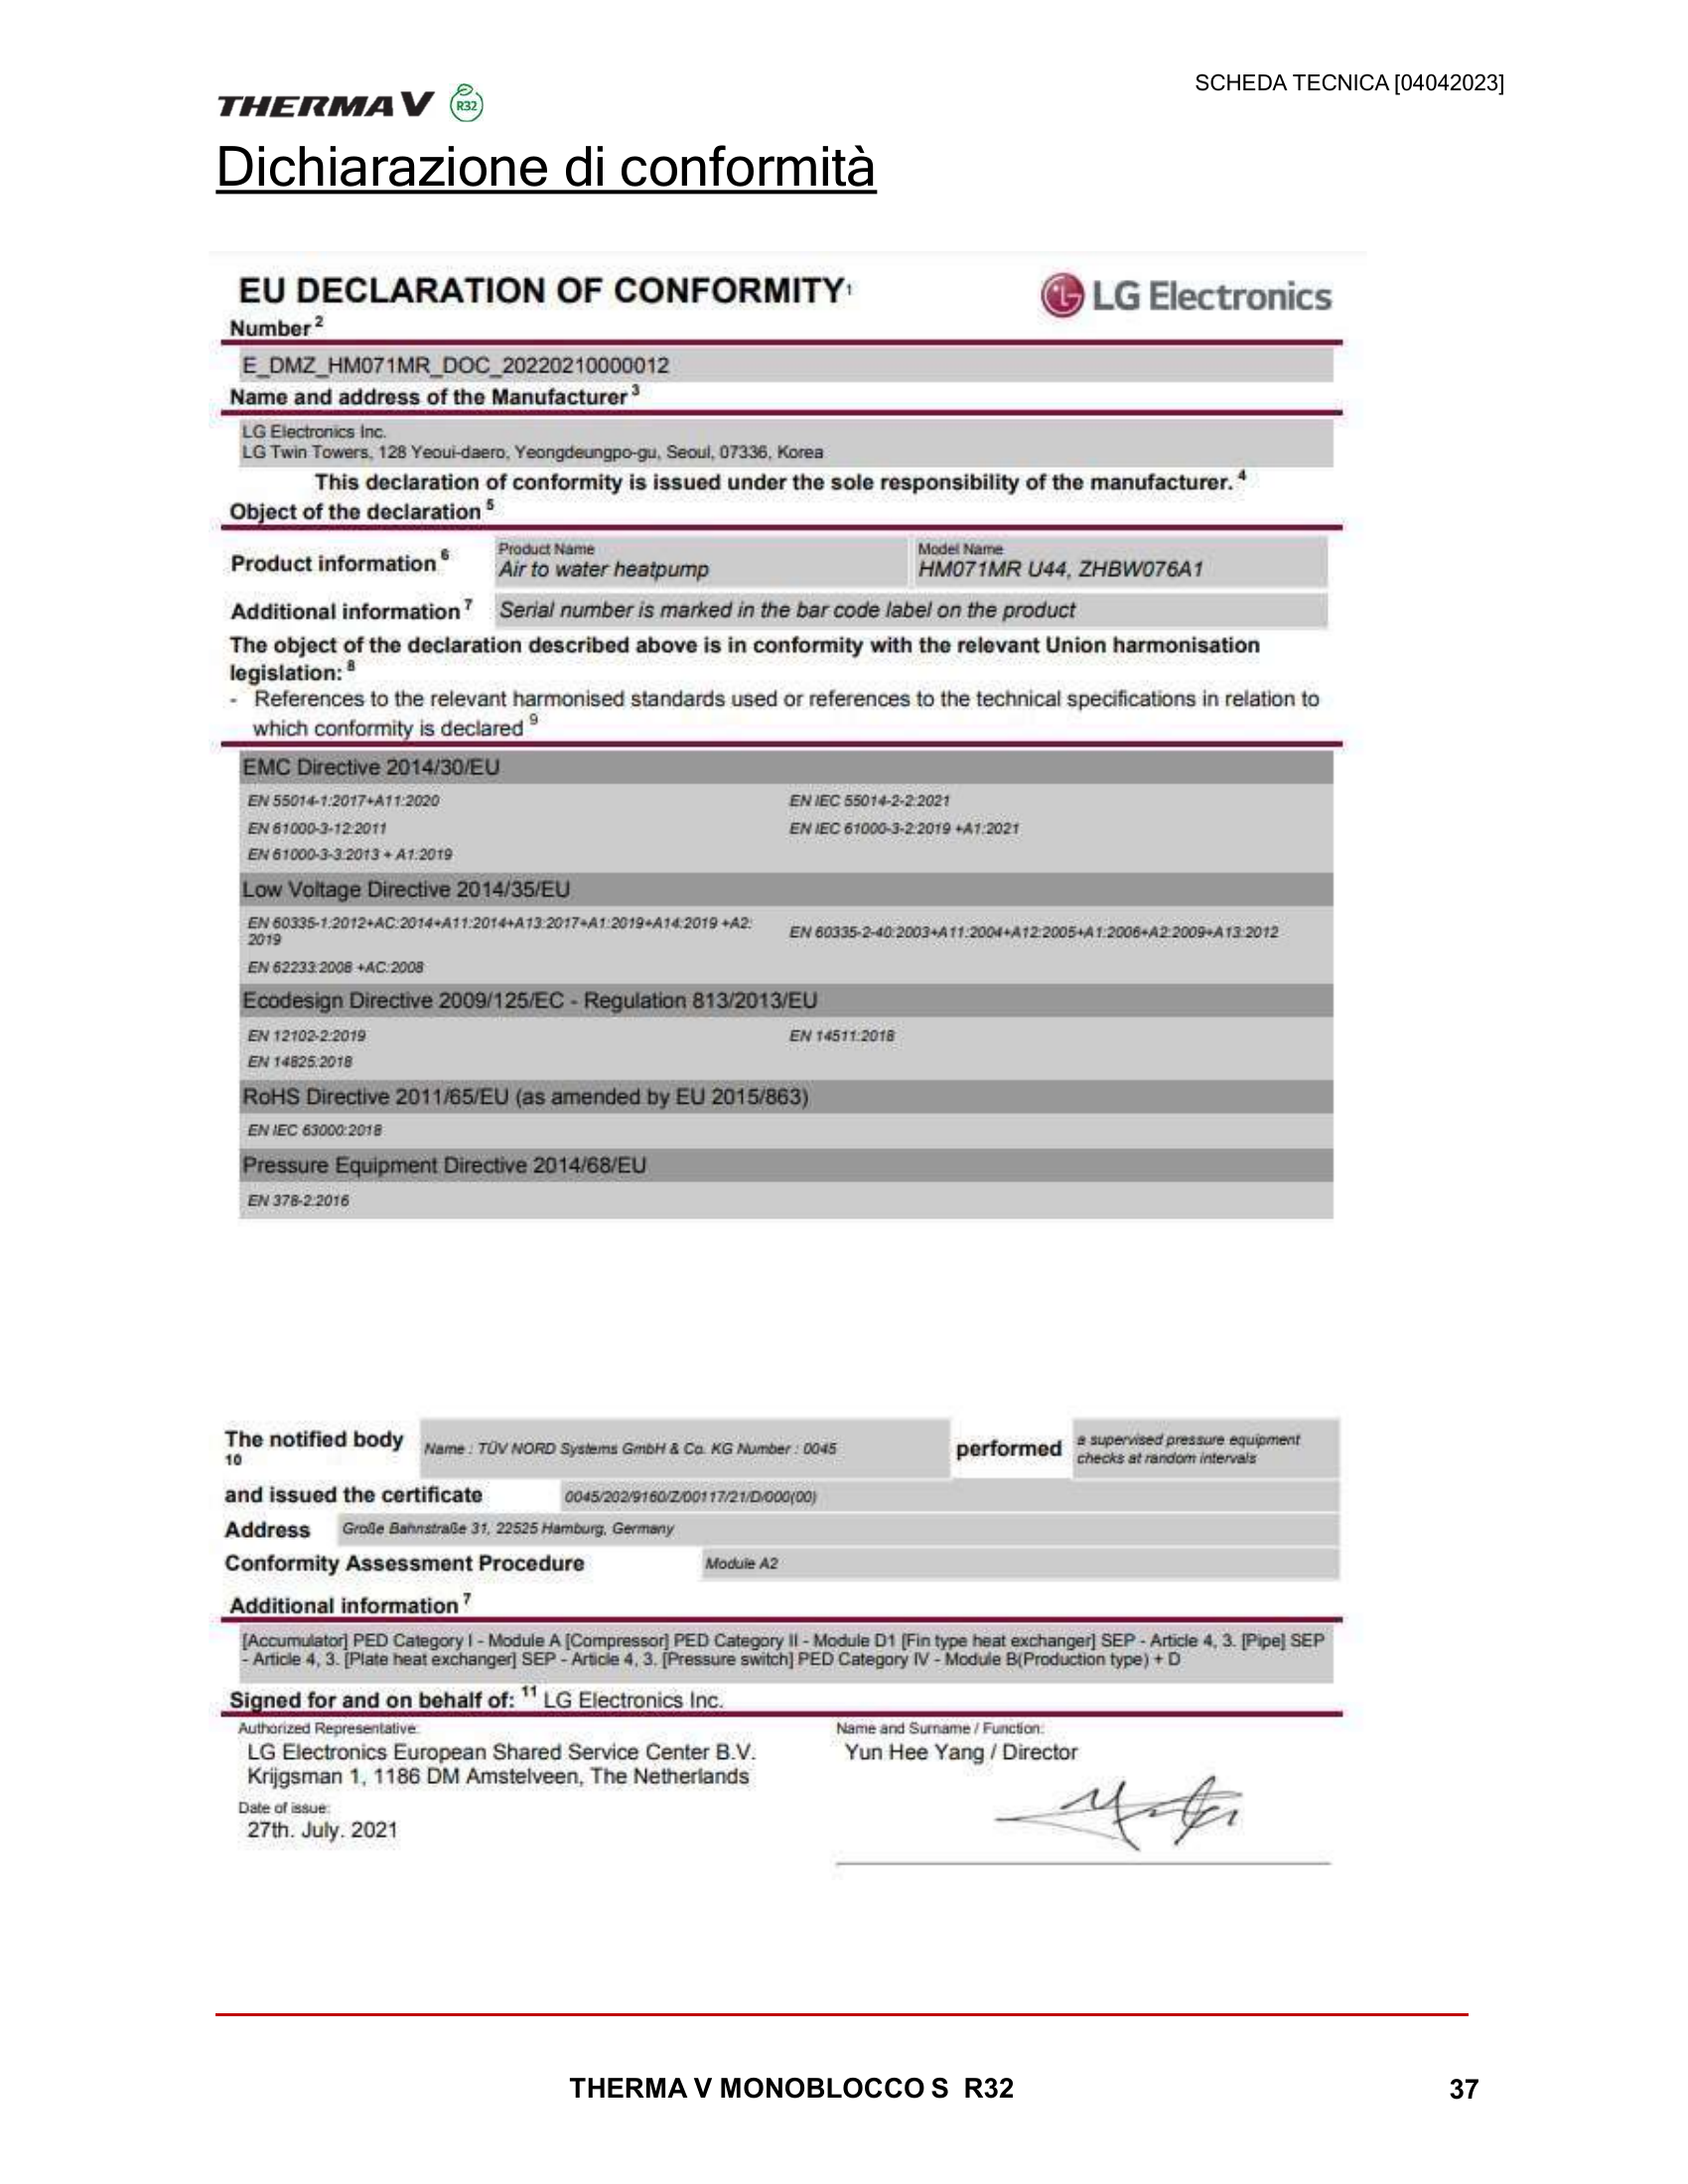 SCHEDA TECNICA [04042023]
THERMA V R32
Dichiarazione di conformità
EU DECLARATION OF CONFORMITY 1
LG Electronics
Number 2
E_DMZ_HM071MR_DOC_20220210000012
Name and address of the Manufacturer 3
LG Electronics Inc.
LG Twin Towers, 128 Yeoui-daero, Yeongdeungpo-gu, Seoul, 07336, Korea
This declaration of conformity is issued under the sole responsibility of the manufacturer. 4
Object of the declaration 5
Product information 6
Product Name
Air to water heatpump
Model Name
HM071MR U44, ZHBW076A1
Additional information 7
Serial number is marked in the bar code label on the product
The object of the declaration described above is in conformity with the relevant Union harmonisation
legislation: 8
- References to the relevant harmonised standards used or references to the technical specifications in relation to
which conformity is declared 9
EMC Directive 2014/30/EU
EN 55014-1:2017+A11:2020
EN IEC 55014-2-2:2021
EN 61000-3-12:2011
EN IEC 61000-3-2:2019 +A1:2021
EN 61000-3-3:2013 + A1:2019
Low Voltage Directive 2014/35/EU
EN 60335-1:2012+AC:2014+A11:2014+A13:2017+A1:2019+A14:2019 +A2:
2019
EN 60335-2-40:2003+A11:2004+A12:2005+A1:2006+A2:2009+A13:2012
EN 62233:2008 +AC:2008
Ecodesign Directive 2009/125/EC - Regulation 813/2013/EU
EN 12102-2:2019
EN 14511:2018
EN 14825:2018
RoHS Directive 2011/65/EU (as amended by EU 2015/863)
EN IEC 63000:2018
Pressure Equipment Directive 2014/68/EU
EN 378-2:2016
The notified body
10
Name : TÜV NORD Systems GmbH & Co. KG Number : 0045
performed
a supervised pressure equipment
checks at random intervals
and issued the certificate
0045/202/9160/Z/00117/21/D/000(00)
Address
Große Bahnstraße 31, 22525 Hamburg, Germany
Conformity Assessment Procedure
Module A2
Additional information 7
[Accumulator] PED Category I - Module A [Compressor] PED Category II - Module D1 [Fin type heat exchanger] SEP - Article 4, 3. [Pipe] SEP
- Article 4, 3. [Plate heat exchanger] SEP - Article 4, 3. [Pressure switch] PED Category IV - Module B(Production type) + D
Signed for and on behalf of: 11 LG Electronics Inc.
Authorized Representative:
LG Electronics European Shared Service Center B.V.
Krijgsman 1, 1186 DM Amstelveen, The Netherlands
Date of issue:
27th. July. 2021
Name and Surname / Function:
Yun Hee Yang / Director
THERMA V MONOBLOCCO S R32
37